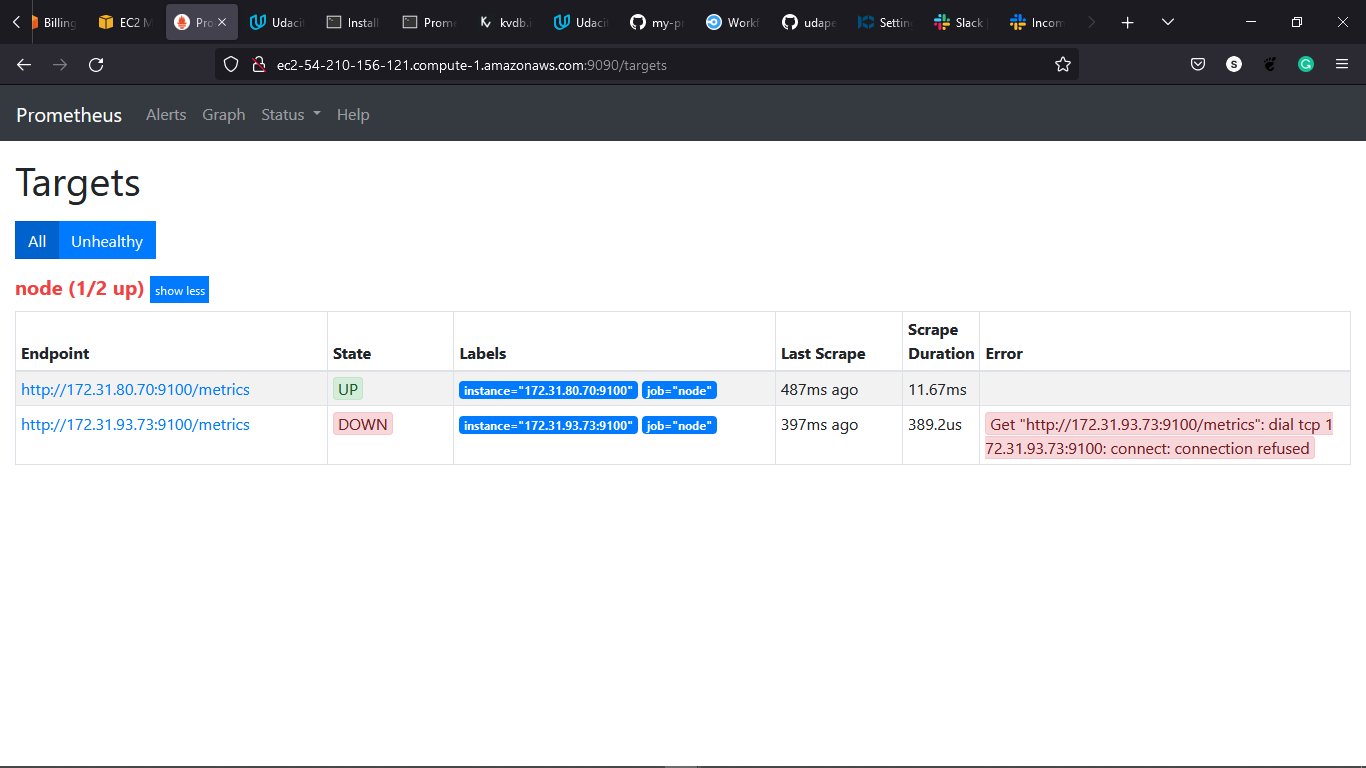 Billing EC2 M Pro Udaci Install Prome kvdb.i Udaci my-pr Workf udape Settin Slack Incom
ec2-54-210-156-121.compute-1.amazonaws.com:9090/targets
S
G
Prometheus Alerts Graph Status Help
Targets
All Unhealthy
node (1/2 up) show less
Endpoint State Labels Last Scrape Scrape Duration Error
http://172.31.80.70:9100/metrics UP instance="172.31.80.70:9100" job="node" 487ms ago 11.67ms
http://172.31.93.73:9100/metrics DOWN instance="172.31.93.73:9100" job="node" 397ms ago 389.2us Get "http://172.31.93.73:9100/metrics": dial tcp 1
72.31.93.73:9100: connect: connection refused